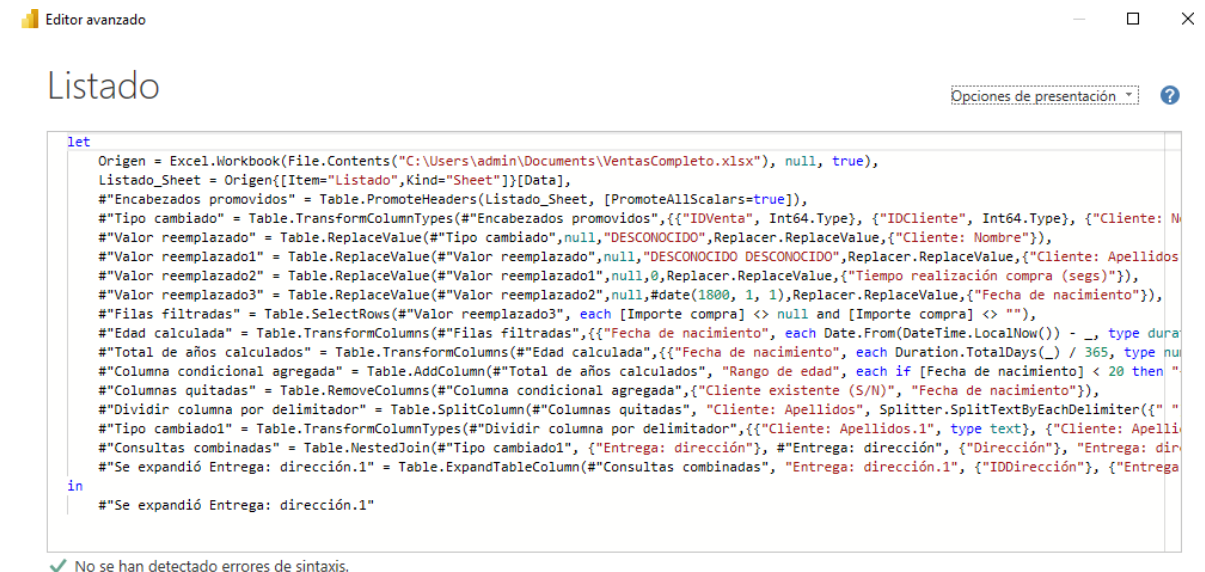 Editor avanzado
Listado
Opciones de presentación
?
let
Origen = Excel.Workbook(File.Contents("C:\Users\admin\Documents\VentasCompleto.xlsx"), null, true),
Listado_Sheet = Origen{[Item="Listado",Kind="Sheet"]}[Data],
#"Encabezados promovidos" = Table.PromoteHeaders(Listado_Sheet, [PromoteAllScalars=true]),
#"Tipo cambiado" = Table.TransformColumnTypes(#"Encabezados promovidos",{{"IDVenta", Int64.Type}, {"IDCliente", Int64.Type}, {"Cliente: N
#"Valor reemplazado" = Table.ReplaceValue(#"Tipo cambiado",null,"DESCONOCIDO",Replacer.ReplaceValue,{"Cliente: Nombre"}),
#"Valor reemplazado1" = Table.ReplaceValue(#"Valor reemplazado",null,"DESCONOCIDO DESCONOCIDO",Replacer.ReplaceValue,{"Cliente: Apellidos
#"Valor reemplazado2" = Table.ReplaceValue(#"Valor reemplazado1",null,0,Replacer.ReplaceValue,{"Tiempo realización compra (segs)"}),
#"Valor reemplazado3" = Table.ReplaceValue(#"Valor reemplazado2",null,#date(1800, 1, 1),Replacer.ReplaceValue,{"Fecha de nacimiento"}),
#"Filas filtradas" = Table.SelectRows(#"Valor reemplazado3", each [Importe compra] <> null and [Importe compra] <> ""),
#"Edad calculada" = Table.TransformColumns(#"Filas filtradas",{{"Fecha de nacimiento", each Date.From(DateTime.LocalNow()) - _, type dura
#"Total de años calculados" = Table.TransformColumns(#"Edad calculada",{{"Fecha de nacimiento", each Duration.TotalDays(_) / 365, type nu
#"Columna condicional agregada" = Table.AddColumn(#"Total de años calculados", "Rango de edad", each if [Fecha de nacimiento] < 20 then "
#"Columnas quitadas" = Table.RemoveColumns(#"Columna condicional agregada",{"Cliente existente (S/N)", "Fecha de nacimiento"}),
#"Dividir columna por delimitador" = Table.SplitColumn(#"Columnas quitadas", "Cliente: Apellidos", Splitter.SplitTextByEachDelimiter({" "
#"Tipo cambiado1" = Table.TransformColumnTypes(#"Dividir columna por delimitador",{{"Cliente: Apellidos.1", type text}, {"Cliente: Apelli
#"Consultas combinadas" = Table.NestedJoin(#"Tipo cambiado1", {"Entrega: dirección"}, #"Entrega: dirección", {"Dirección"}, "Entrega: dir
#"Se expandió Entrega: dirección.1" = Table.ExpandTableColumn(#"Consultas combinadas", "Entrega: dirección.1", {"IDDirección"}, {"Entrega
in
#"Se expandió Entrega: dirección.1"
No se han detectado errores de sintaxis.